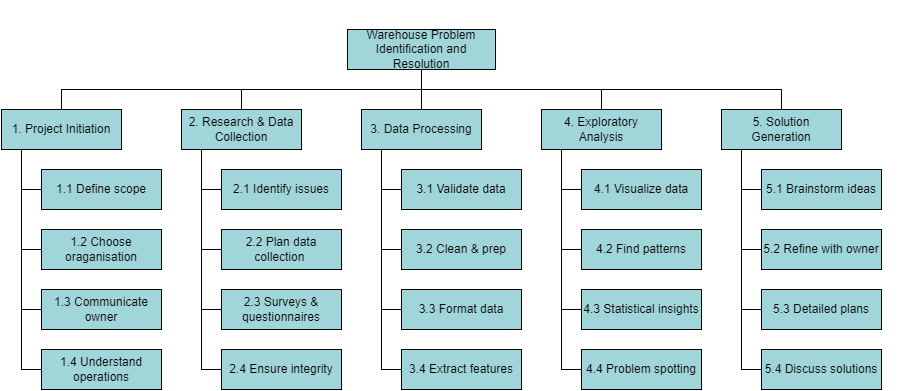 Warehouse Problem
Identification and
Resolution
1. Project Initiation
2. Research & Data
Collection
3. Data Processing
4. Exploratory
Analysis
5. Solution
Generation
1.1 Define scope
2.1 Identify issues
3.1 Validate data
4.1 Visualize data
5.1 Brainstorm ideas
1.2 Choose
oraganisation
2.2 Plan data
collection
3.2 Clean & prep
4.2 Find patterns
5.2 Refine with owner
1.3 Communicate
owner
2.3 Surveys &
questionnaires
3.3 Format data
4.3 Statistical insights
5.3 Detailed plans
1.4 Understand
operations
2.4 Ensure integrity
3.4 Extract features
4.4 Problem spotting
5.4 Discuss solutions